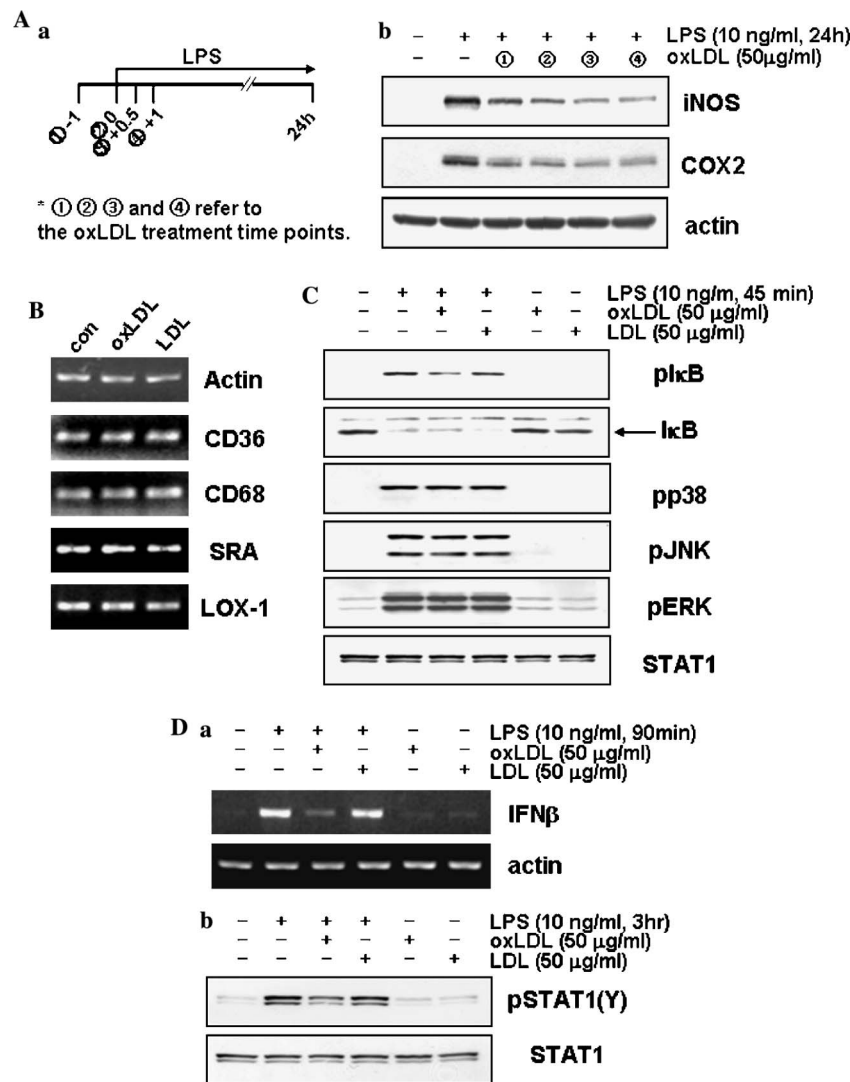 A
a
LPS
①-1
②0
③+0.5
④+1
24h
* ① ② ③ and ④ refer to
the oxLDL treatment time points.
b
– + + + + + LPS (10 ng/ml, 24h)
– – ① ② ③ ④ oxLDL (50μg/ml)
iNOS
COX2
actin
B
con oxLDL LDL
Actin
CD36
CD68
SRA
LOX-1
C
– + + + – – LPS (10 ng/m, 45 min)
– – + – + – oxLDL (50 μg/ml)
– – – + – + LDL (50 μg/ml)
pIκB
IκB
pp38
pJNK
pERK
STAT1
D a
– + + + – – LPS (10 ng/ml, 90min)
– – + – + – oxLDL (50 μg/ml)
– – – + – + LDL (50 μg/ml)
IFNβ
actin
b
– + + + – – LPS (10 ng/ml, 3hr)
– – + – + – oxLDL (50 μg/ml)
– – – + – + LDL (50 μg/ml)
pSTAT1(Y)
STAT1